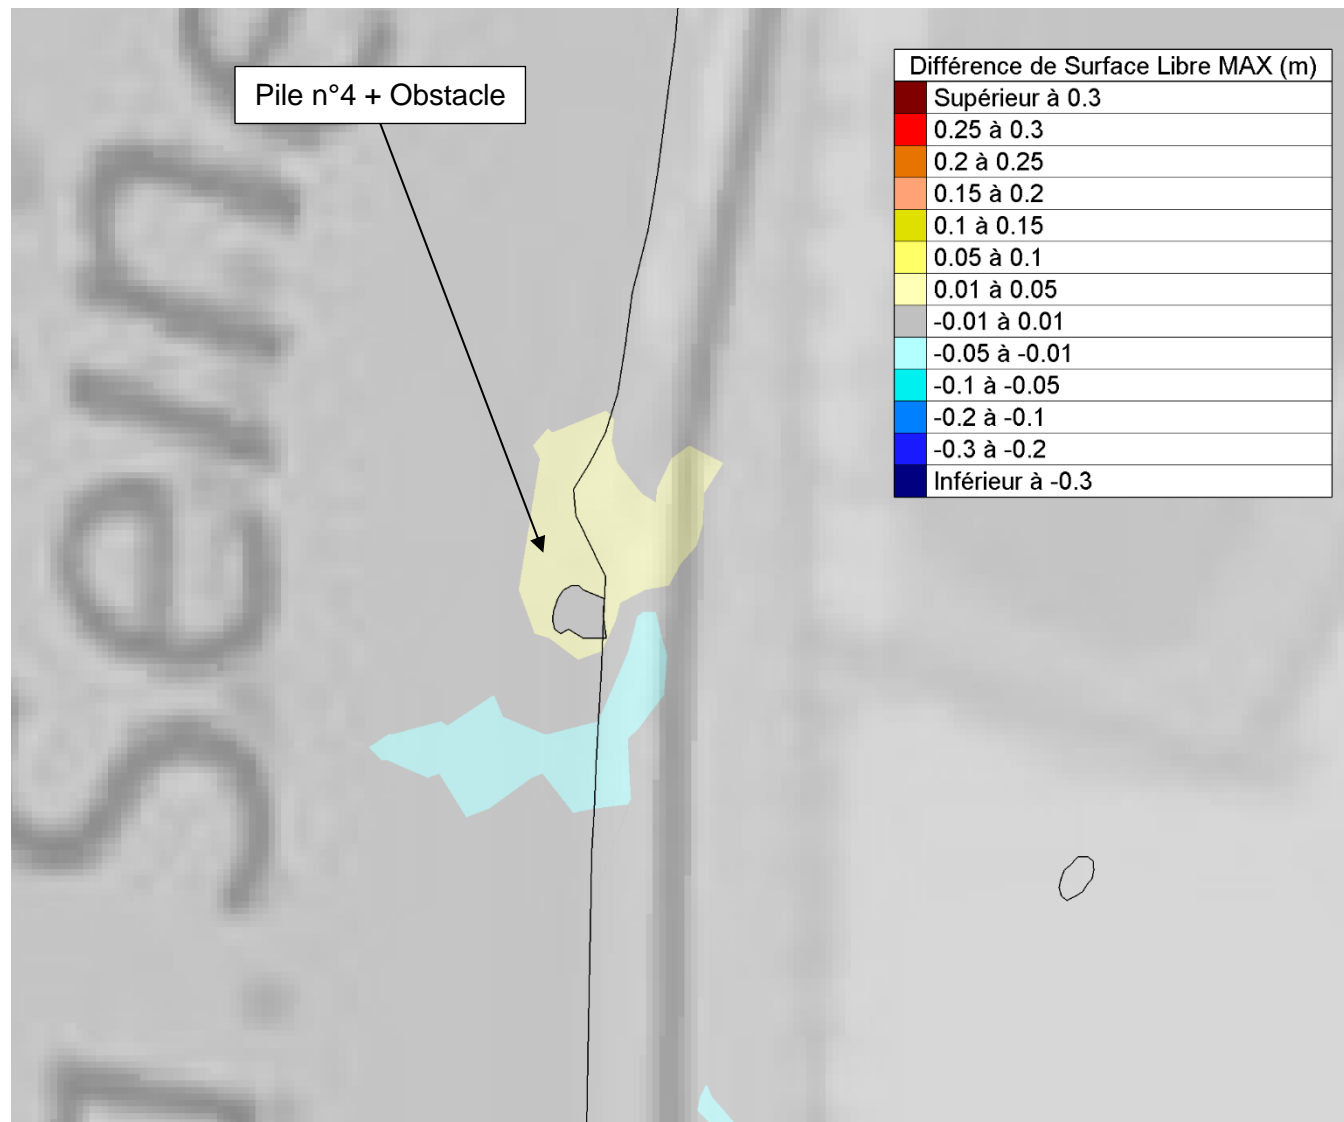 Pile n°4 + Obstacle
Différence de Surface Libre MAX (m)
Supérieur à 0.3
0.25 à 0.3
0.2 à 0.25
0.15 à 0.2
0.1 à 0.15
0.05 à 0.1
0.01 à 0.05
-0.01 à 0.01
-0.05 à -0.01
-0.1 à -0.05
-0.2 à -0.1
-0.3 à -0.2
Inférieur à -0.3
Seine